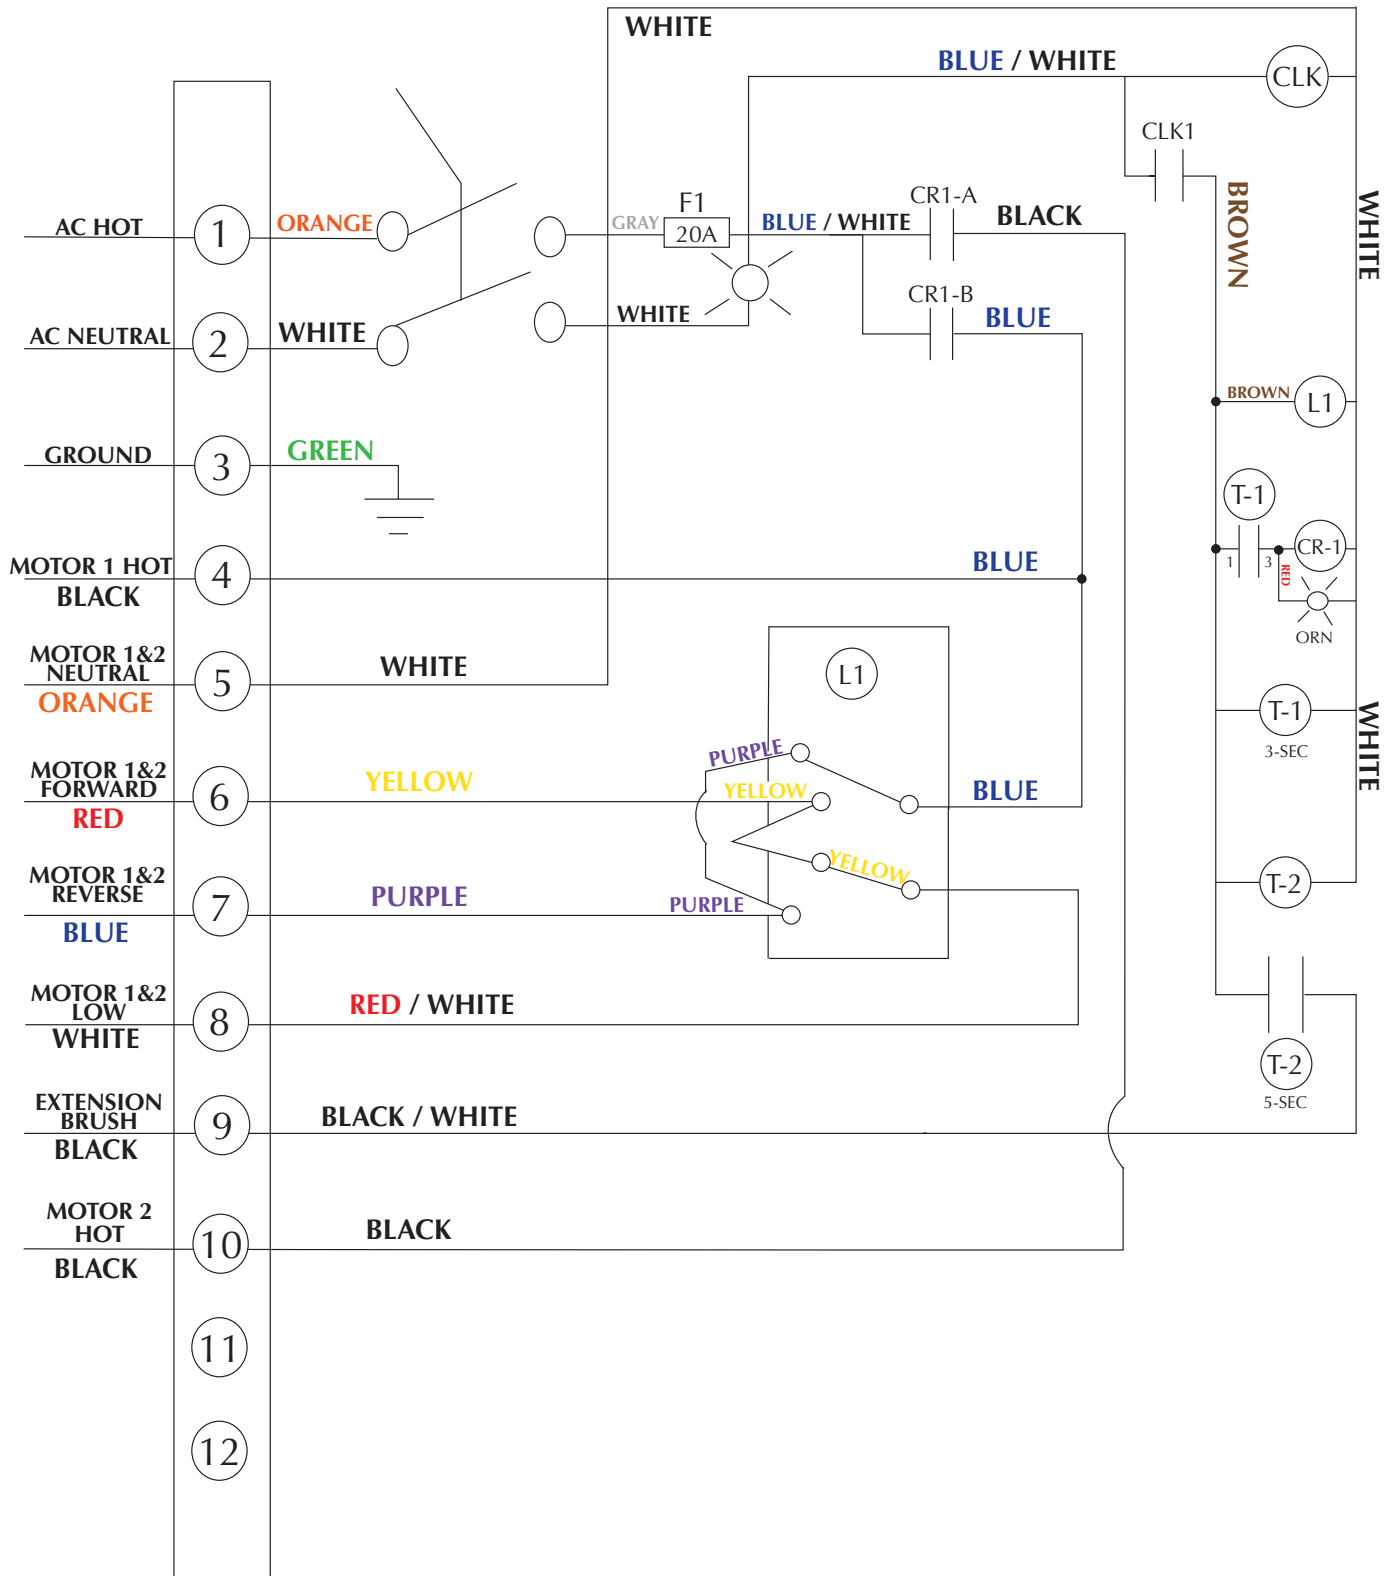 WHITE
BLUE / WHITE
CLK
CLK1
BROWN
WHITE
AC HOT
1
ORANGE
GRAY
F1
20A
BLUE / WHITE
CR1-A
BLACK
CR1-B
BLUE
AC NEUTRAL
2
WHITE
WHITE
BROWN
L1
GROUND
3
GREEN
T-1
1
3
RED
CR-1
ORN
MOTOR 1 HOT
BLACK
4
BLUE
MOTOR 1&2
NEUTRAL
ORANGE
5
WHITE
L1
T-1
3-SEC
WHITE
MOTOR 1&2
FORWARD
RED
6
YELLOW
PURPLE
YELLOW
BLUE
MOTOR 1&2
REVERSE
BLUE
7
PURPLE
PURPLE
YELLOW
T-2
MOTOR 1&2
LOW
WHITE
8
RED / WHITE
T-2
5-SEC
EXTENSION
BRUSH
BLACK
9
BLACK / WHITE
MOTOR 2
HOT
BLACK
10
BLACK
11
12